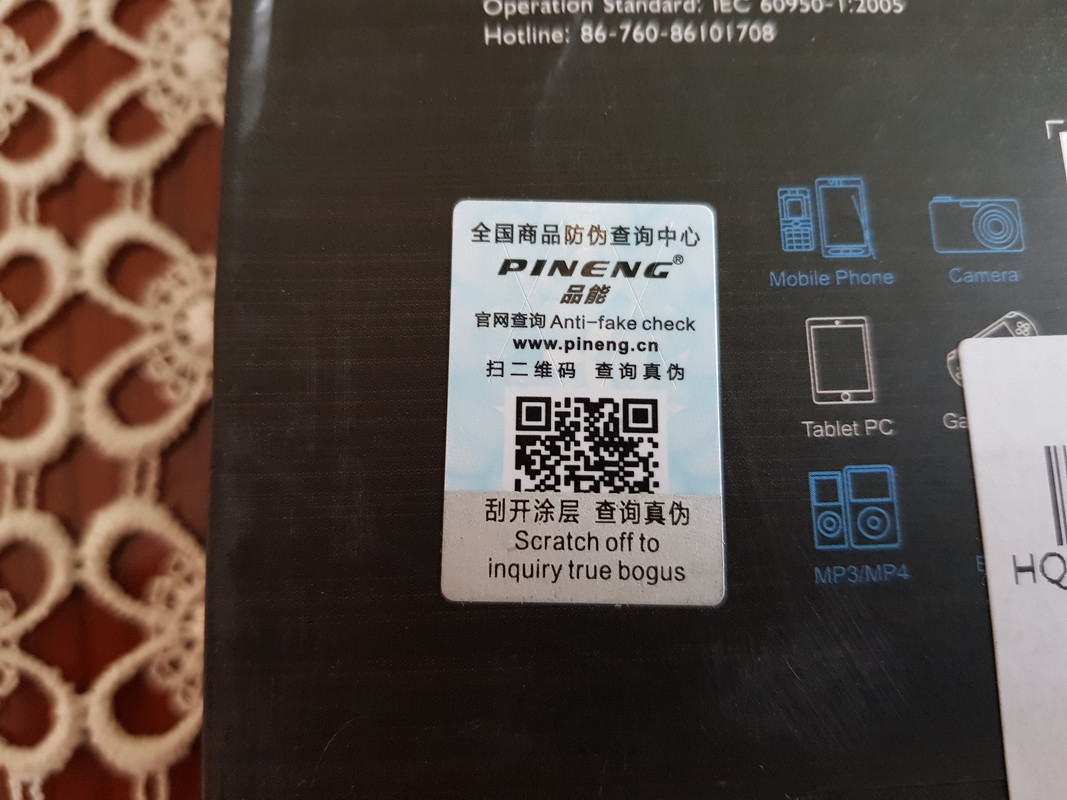 Operation Standard: IEC 60950-1:2005
Hotline: 86-760-86101708
全国商品防伪查询中心
PINENG®
品能
官网查询 Anti-fake check
www.pineng.cn
扫二维码 查询真伪
刮开涂层 查询真伪
Scratch off to
inquiry true bogus
Mobile Phone
Camera
Tablet PC
Ga
MP3/MP4
HQ